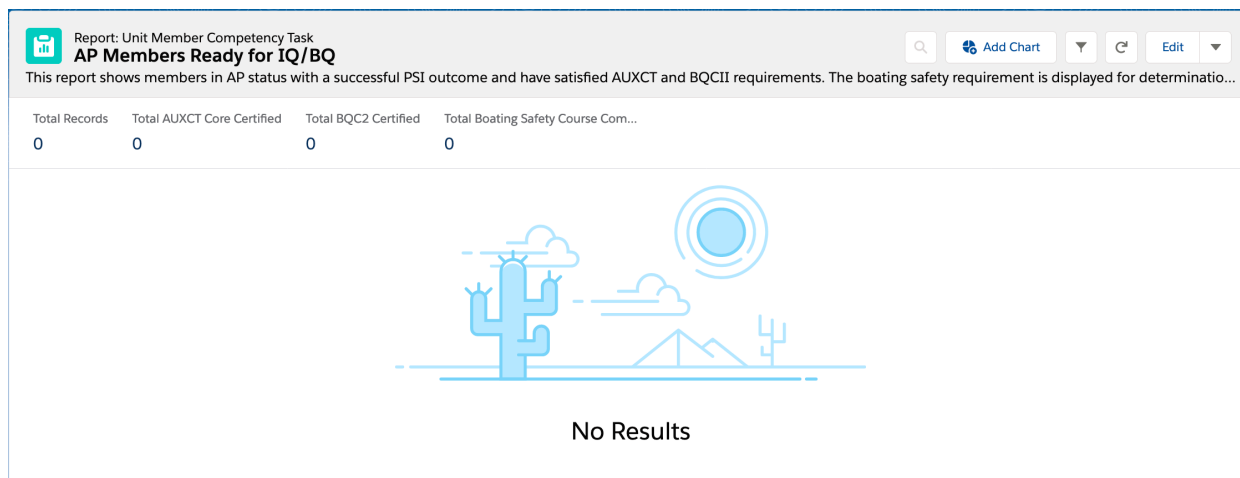 Report: Unit Member Competency Task
AP Members Ready for IQ/BQ
Add Chart
Edit
This report shows members in AP status with a successful PSI outcome and have satisfied AUXCT and BQCII requirements. The boating safety requirement is displayed for determinatio...
Total Records
Total AUXCT Core Certified
Total BQC2 Certified
Total Boating Safety Course Com...
0
0
0
0
No Results